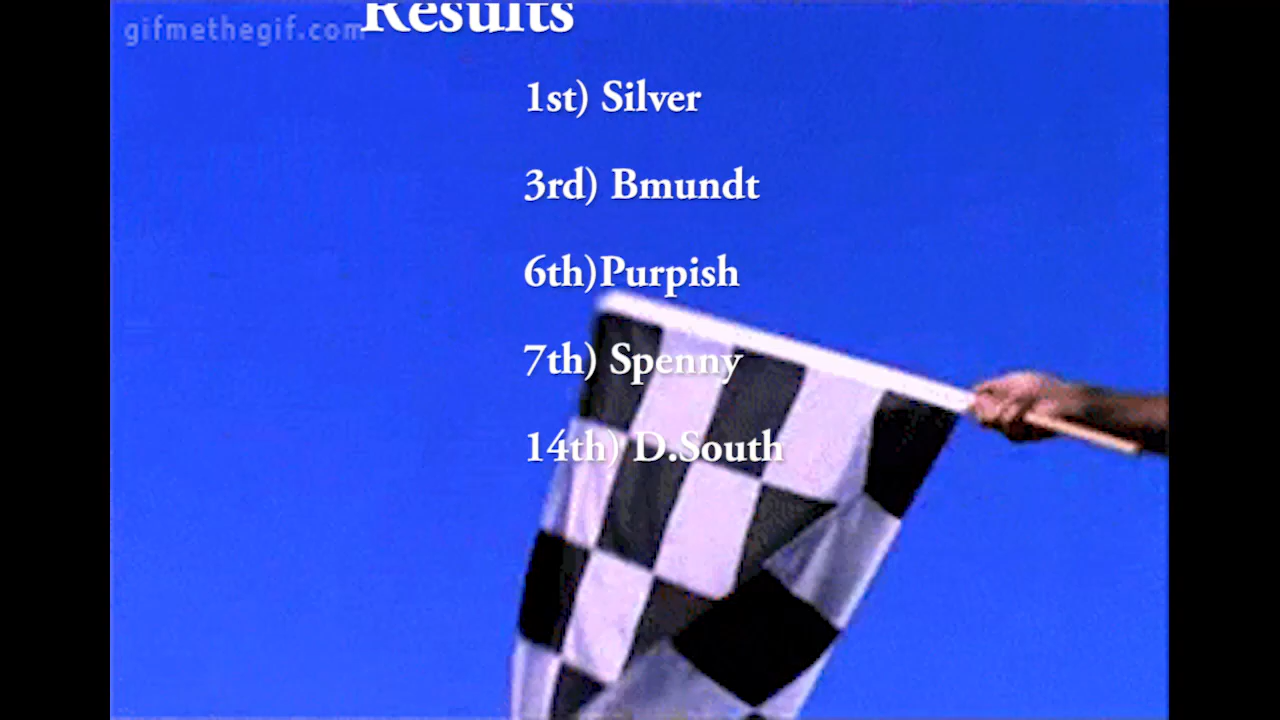 gifmethegif.com
Results
1st) Silver
3rd) Bmundt
6th)Purpish
7th) Spenny
14th) D.South